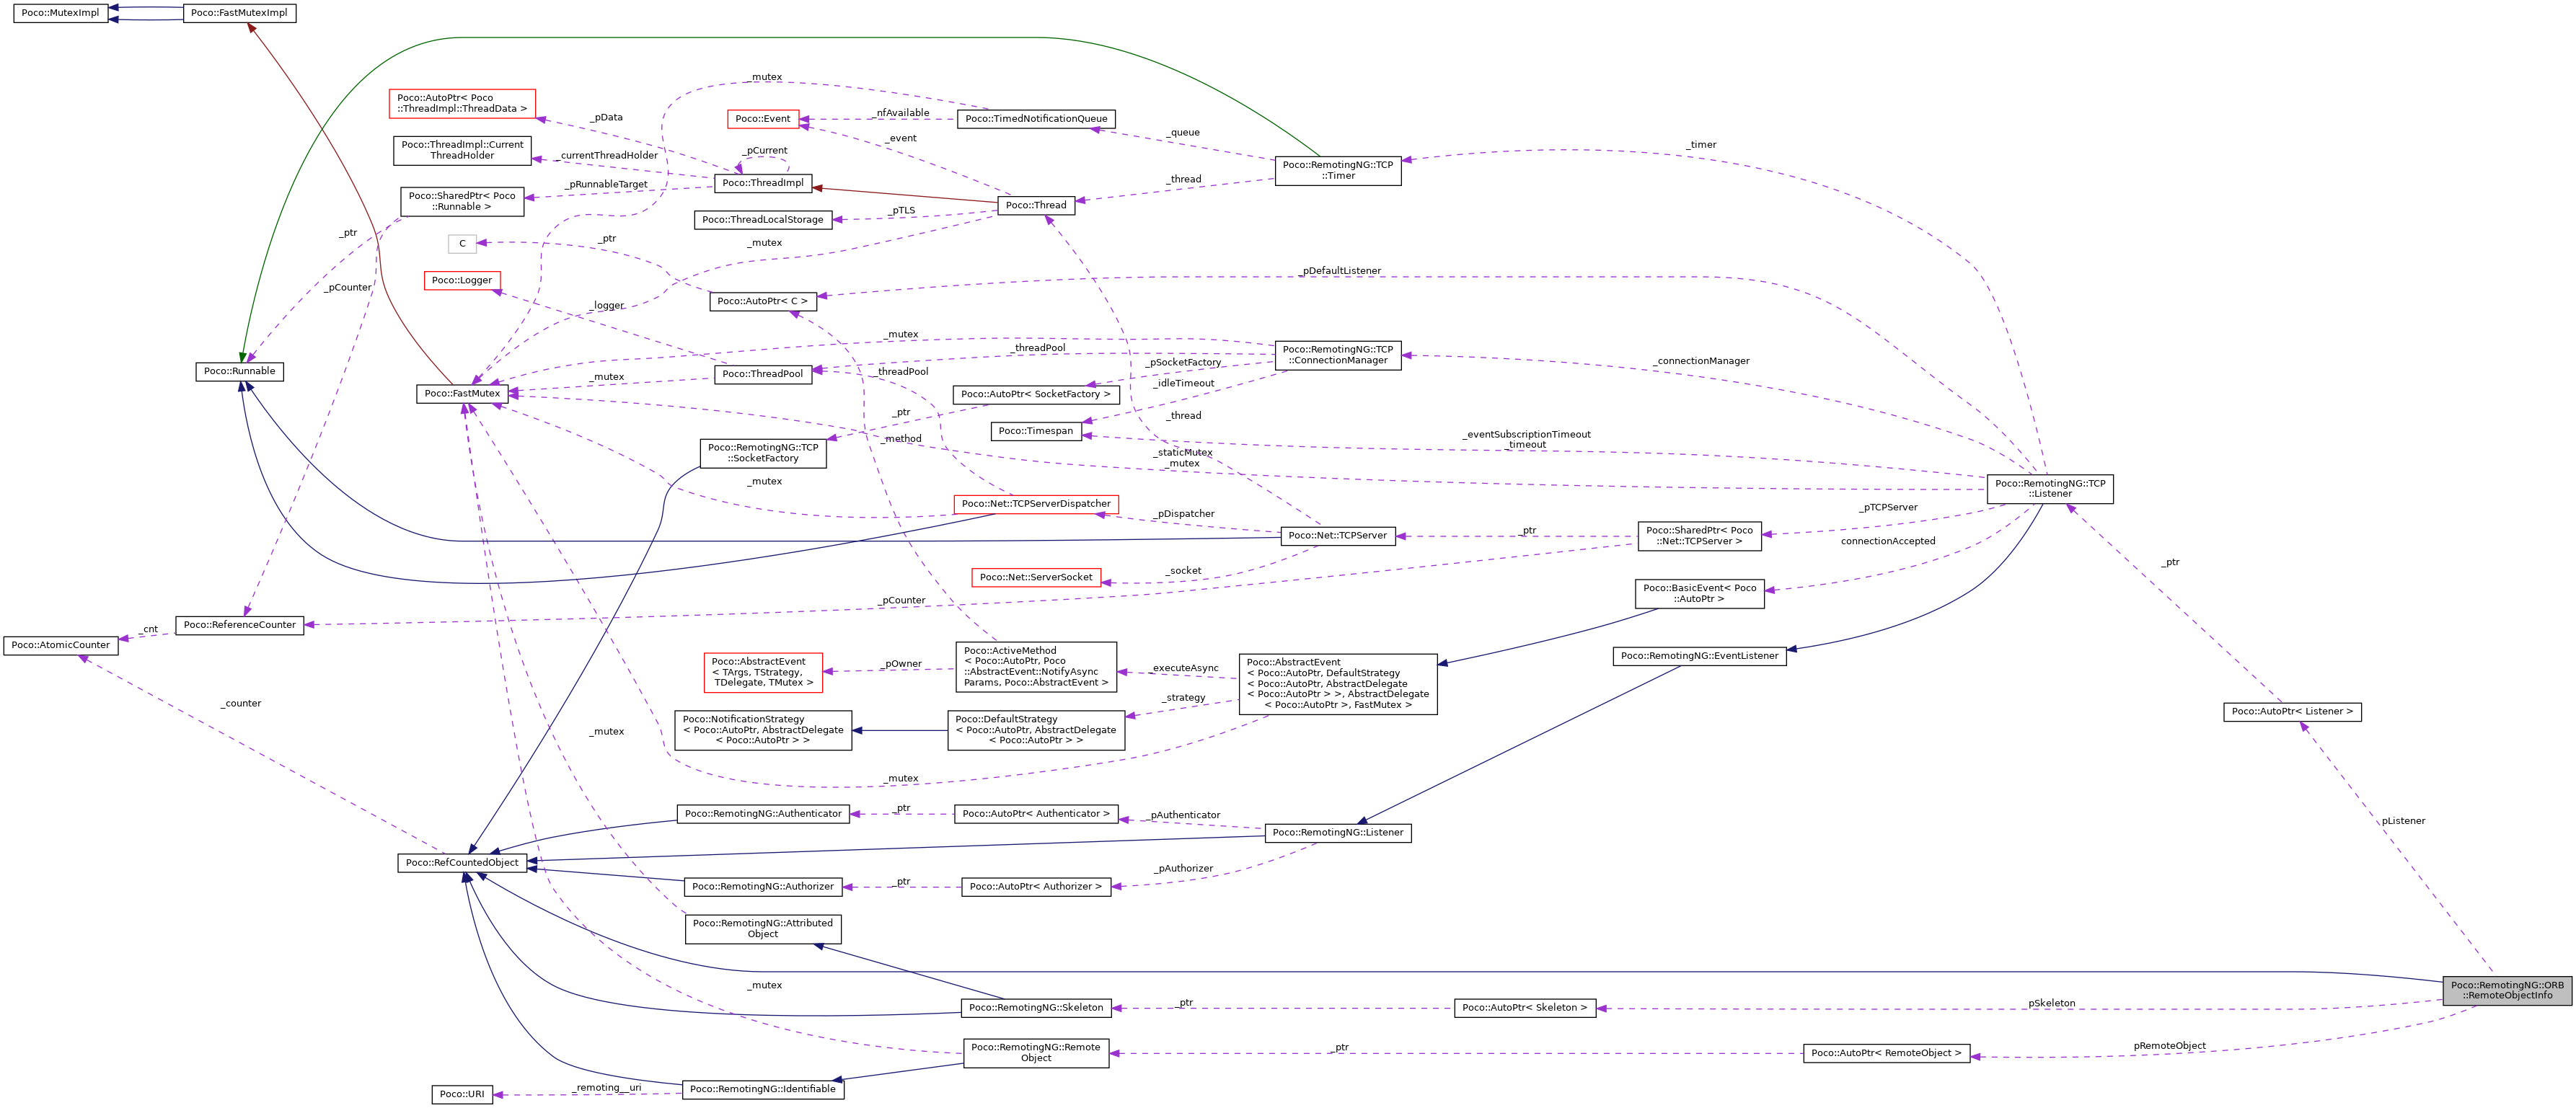 Poco::MutexImpl
Poco::FastMutexImpl
_mutex
Poco::AutoPtr< Poco
::ThreadImpl::ThreadData >
_pData
Poco::Event
_nfAvailable
Poco::TimedNotificationQueue
_queue
_event
Poco::ThreadImpl::Current
ThreadHolder
_currentThreadHolder
_pCurrent
_timer
Poco::RemotingNG::TCP
::Timer
Poco::ThreadImpl
_thread
_pRunnableTarget
Poco::SharedPtr< Poco
::Runnable >
Poco::Thread
_pTLS
Poco::ThreadLocalStorage
_ptr
C
_ptr
_mutex
_pDefaultListener
Poco::Logger
_pCounter
Poco::AutoPtr< C >
_logger
_mutex
_threadPool
Poco::RemotingNG::TCP
::ConnectionManager
_connectionManager
_pSocketFactory
Poco::Runnable
Poco::ThreadPool
_threadPool
_mutex
_idleTimeout
Poco::FastMutex
Poco::AutoPtr< SocketFactory >
_ptr
_thread
Poco::Timespan
_method
_eventSubscriptionTimeout
_timeout
Poco::RemotingNG::TCP
::SocketFactory
_staticMutex
_mutex
_mutex
Poco::RemotingNG::TCP
::Listener
Poco::Net::TCPServerDispatcher
_pDispatcher
_pTCPServer
Poco::Net::TCPServer
_ptr
Poco::SharedPtr< Poco
::Net::TCPServer >
connectionAccepted
_socket
_ptr
Poco::Net::ServerSocket
Poco::BasicEvent< Poco
::AutoPtr >
_pCounter
Poco::ReferenceCounter
_cnt
Poco::AtomicCounter
Poco::AbstractEvent
< TArgs, TStrategy,
TDelegate, TMutex >
_pOwner
Poco::ActiveMethod
< Poco::AutoPtr, Poco
::AbstractEvent::NotifyAsync
Params, Poco::AbstractEvent >
_executeAsync
Poco::AbstractEvent
< Poco::AutoPtr, DefaultStrategy
< Poco::AutoPtr, AbstractDelegate
< Poco::AutoPtr > >, AbstractDelegate
< Poco::AutoPtr >, FastMutex >
Poco::RemotingNG::EventListener
_strategy
_counter
Poco::AutoPtr< Listener >
Poco::NotificationStrategy
< Poco::AutoPtr, AbstractDelegate
< Poco::AutoPtr > >
Poco::DefaultStrategy
< Poco::AutoPtr, AbstractDelegate
< Poco::AutoPtr > >
_mutex
_mutex
Poco::RemotingNG::Authenticator
_ptr
Poco::AutoPtr< Authenticator >
_pAuthenticator
pListener
Poco::RemotingNG::Listener
Poco::RefCountedObject
_pAuthorizer
Poco::RemotingNG::Authorizer
_ptr
Poco::AutoPtr< Authorizer >
Poco::RemotingNG::Attributed
Object
_mutex
Poco::RemotingNG::ORB
::RemoteObjectInfo
Poco::RemotingNG::Skeleton
_ptr
Poco::AutoPtr< Skeleton >
pSkeleton
Poco::RemotingNG::Remote
Object
_ptr
Poco::AutoPtr< RemoteObject >
pRemoteObject
Poco::URI
_remoting__uri
Poco::RemotingNG::Identifiable